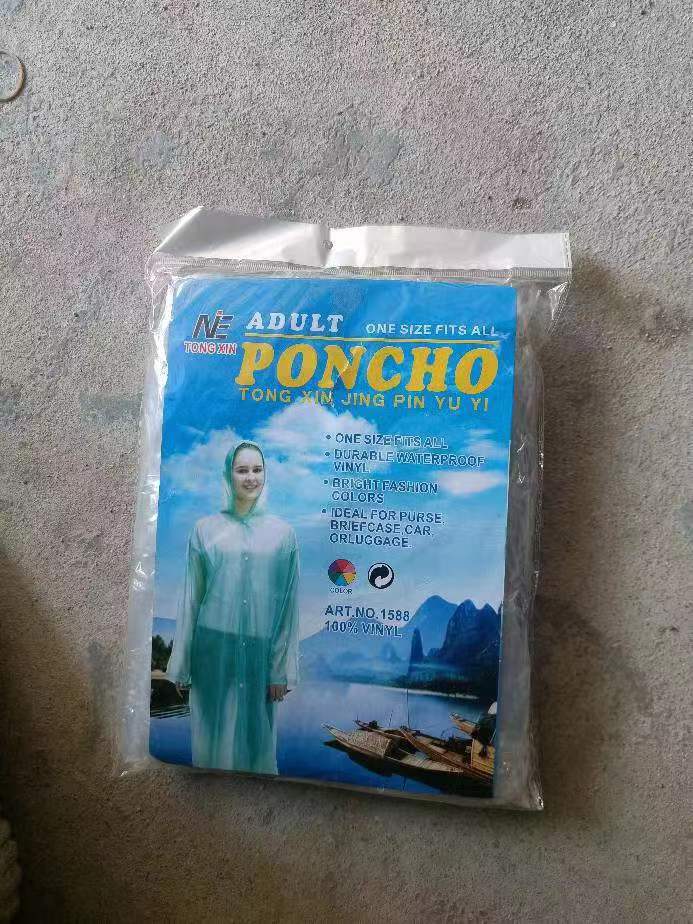 NE
TONG XIN
ADULT
ONE SIZE FITS ALL
PONCHO
TONG XIN JING PIN YU YI
• ONE SIZE FITS ALL
• DURABLE WATERPROOF
VINYL
• BRIGHT FASHION
COLORS
• IDEAL FOR PURSE,
BRIEFCASE,CAR,
ORLUGGAGE.
COLOR
ART.NO.1588
100% VINYL